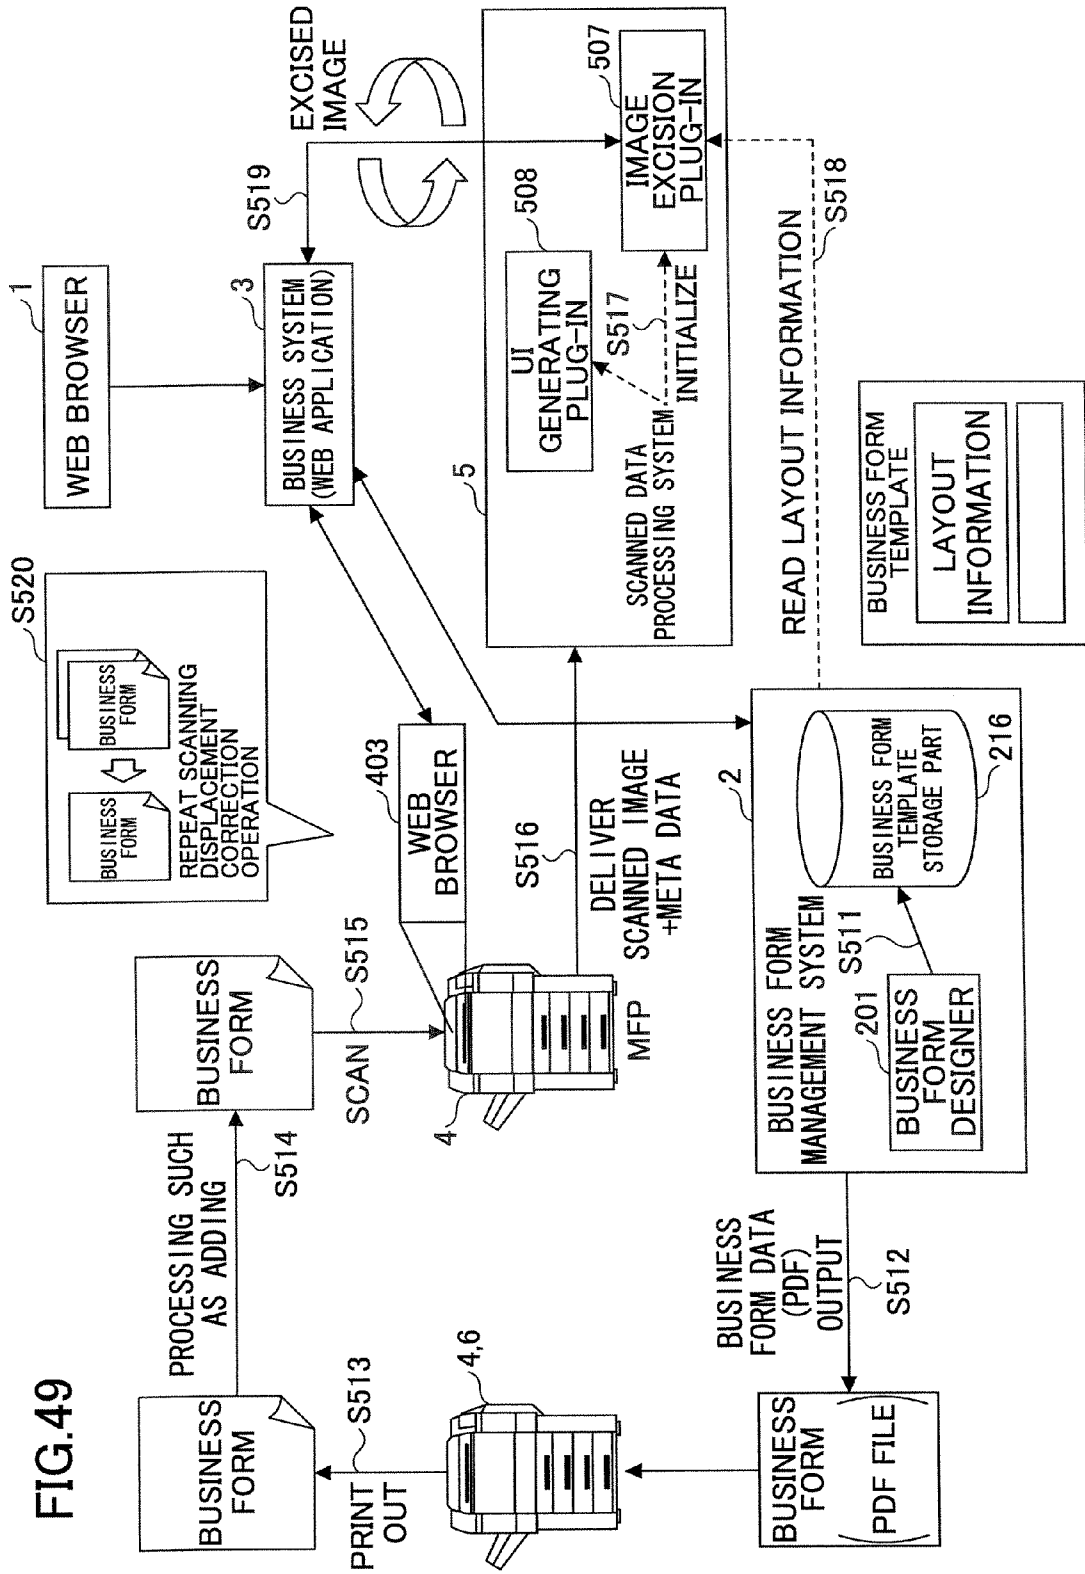 FIG.49
BUSINESS
FORM
PROCESSING SUCH
AS ADDING
S514
BUSINESS
FORM
PRINT
OUT
S513
4,6
SCAN
S515
4
MFP
BUSINESS
FORM
BUSINESS
FORM
REPEAT SCANNING
DISPLACEMENT
CORRECTION
OPERATION
S520
403
WEB
BROWSER
WEB BROWSER
1
BUSINESS SYSTEM
(WEB APPLICATION)
3
S519
EXCISED
IMAGE
S516
DELIVER
SCANNED IMAGE
+META DATA
5
SCANNED DATA
PROCESSING SYSTEM
UI
GENERATING
PLUG-IN
508
S517
INITIALIZE
IMAGE
EXCISION
PLUG-IN
507
BUSINESS
FORM
(PDF FILE)
BUSINESS
FORM DATA
(PDF)
OUTPUT
S512
BUSINESS FORM
MANAGEMENT SYSTEM
2
201
BUSINESS
FORM
DESIGNER
S511
BUSINESS FORM
TEMPLATE
STORAGE PART
216
READ LAYOUT INFORMATION
S518
BUSINESS FORM
TEMPLATE
LAYOUT
INFORMATION